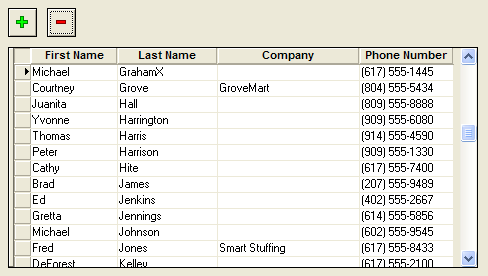 First Name Last Name Company Phone Number
Michael GrahamX (617) 555-1445
Courtney Grove GroveMart (804) 555-5434
Juanita Hall (809) 555-8888
Yvonne Harrington (909) 555-6080
Thomas Harris (914) 555-4590
Peter Harrison (909) 555-1330
Cathy Hite (617) 555-7400
Brad James (207) 555-9489
Ed Jenkins (402) 555-2667
Gretta Jennings (614) 555-5856
Michael Johnson (602) 555-9545
Fred Jones Smart Stuffing (617) 555-8433
DeForest Kelley (617) 555-2100